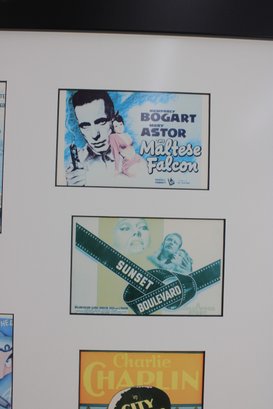 HUMPHREY
BOGART
MARY
ASTOR
THE
Maltese
Falcon
SUNSET
BOULEVARD
Charlie
CHAPLIN
CITY